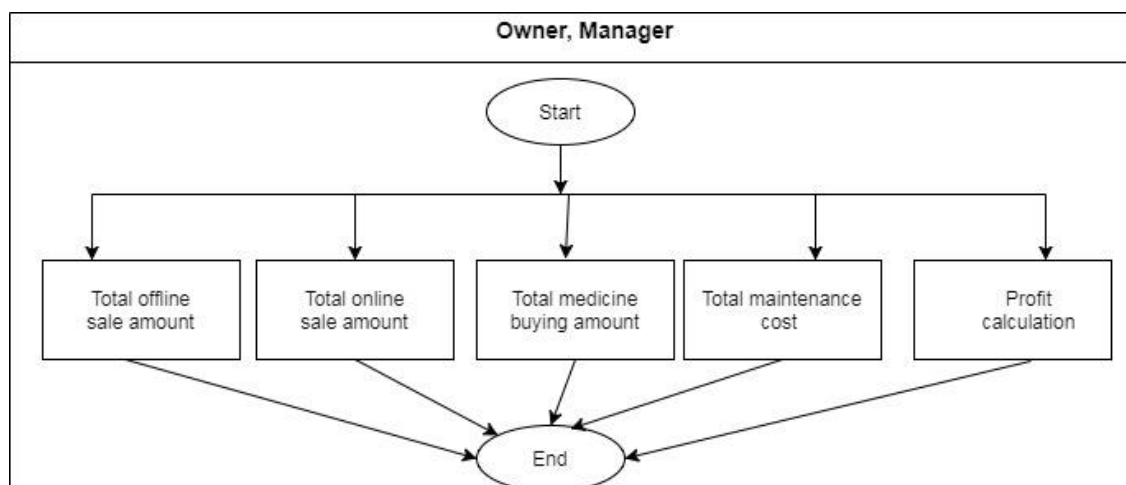 Owner, Manager
Start
Total offline
sale amount
Total online
sale amount
Total medicine
buying amount
Total maintenance
cost
Profit
calculation
End